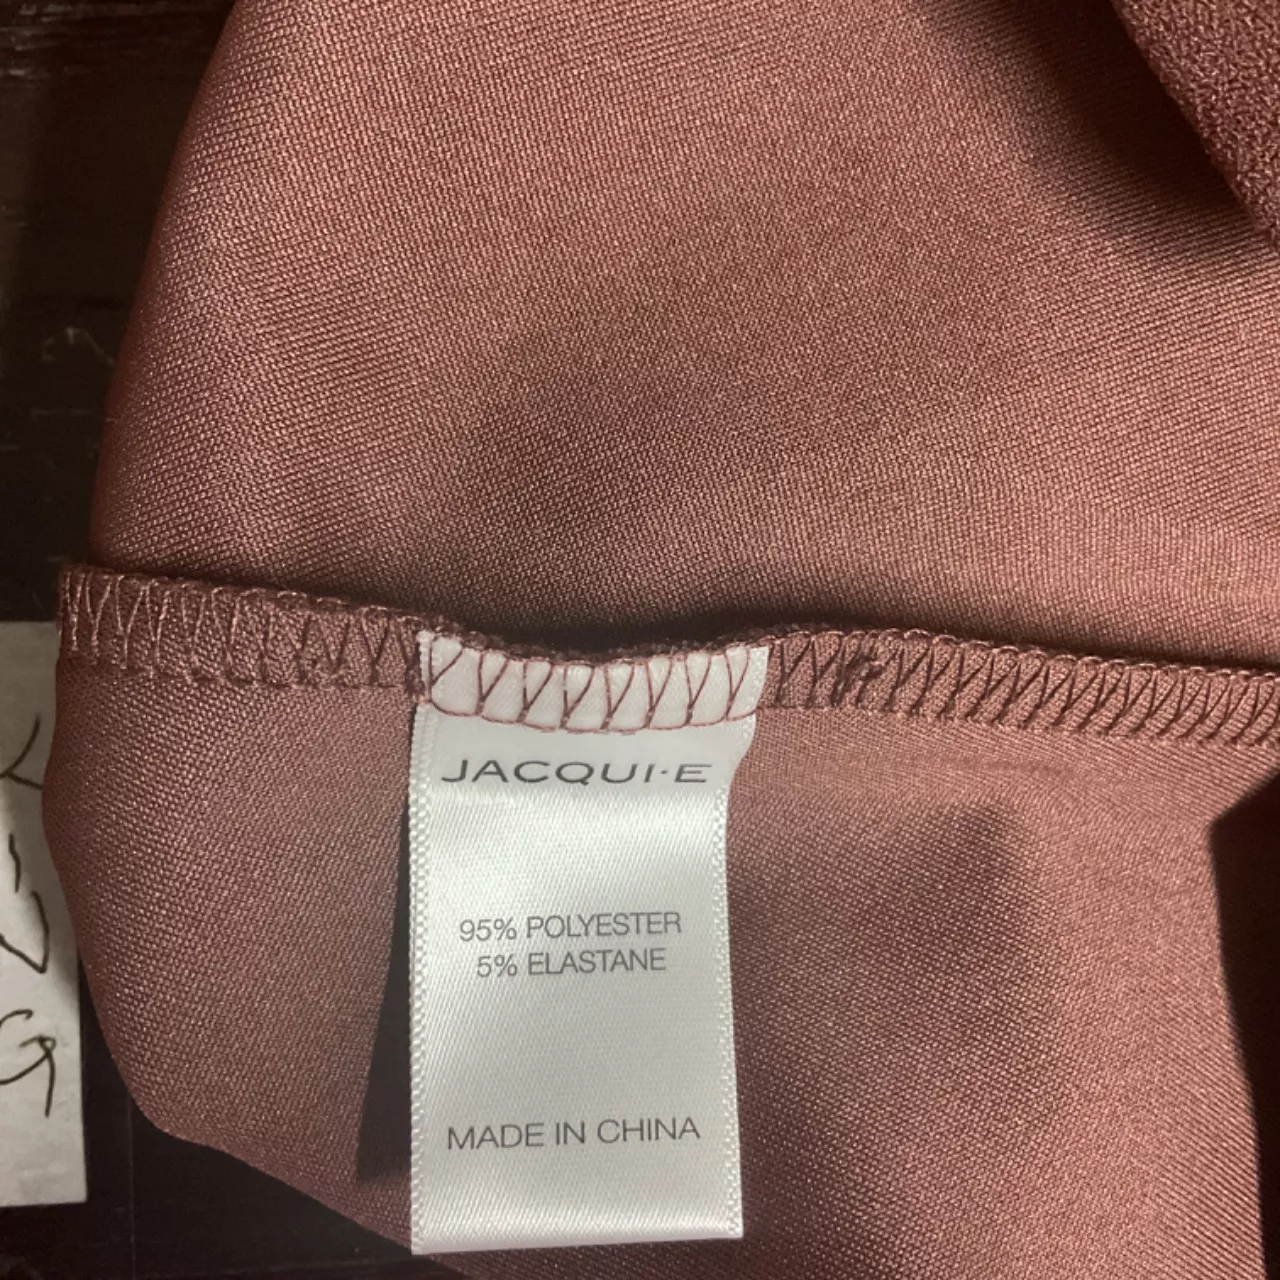 JACQUI·E
95% POLYESTER
5% ELASTANE
MADE IN CHINA